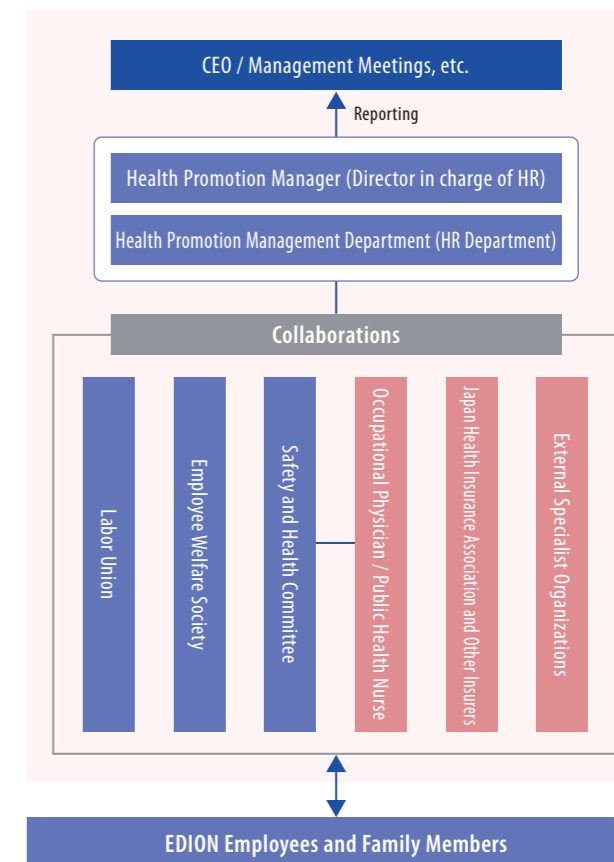 CEO / Management Meetings, etc.
Reporting
Health Promotion Manager (Director in charge of HR)
Health Promotion Management Department (HR Department)
Collaborations
Labor Union
Employee Welfare Society
Safety and Health Committee
Occupational Physician / Public Health Nurse
Japan Health Insurance Association and Other Insurers
External Specialist Organizations
EDION Employees and Family Members